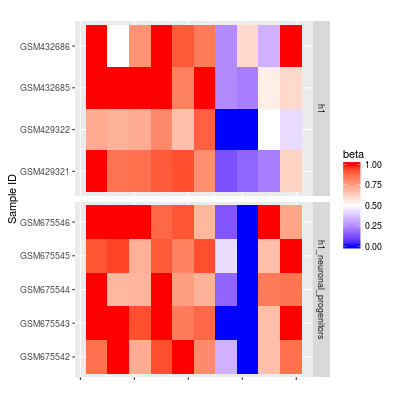 Sample ID
GSM432686
GSM432685
GSM429322
GSM429321
h1
GSM675546
GSM675545
GSM675544
GSM675543
GSM675542
h1_neuronal_progenitors
beta
1.00
0.75
0.50
0.25
0.00